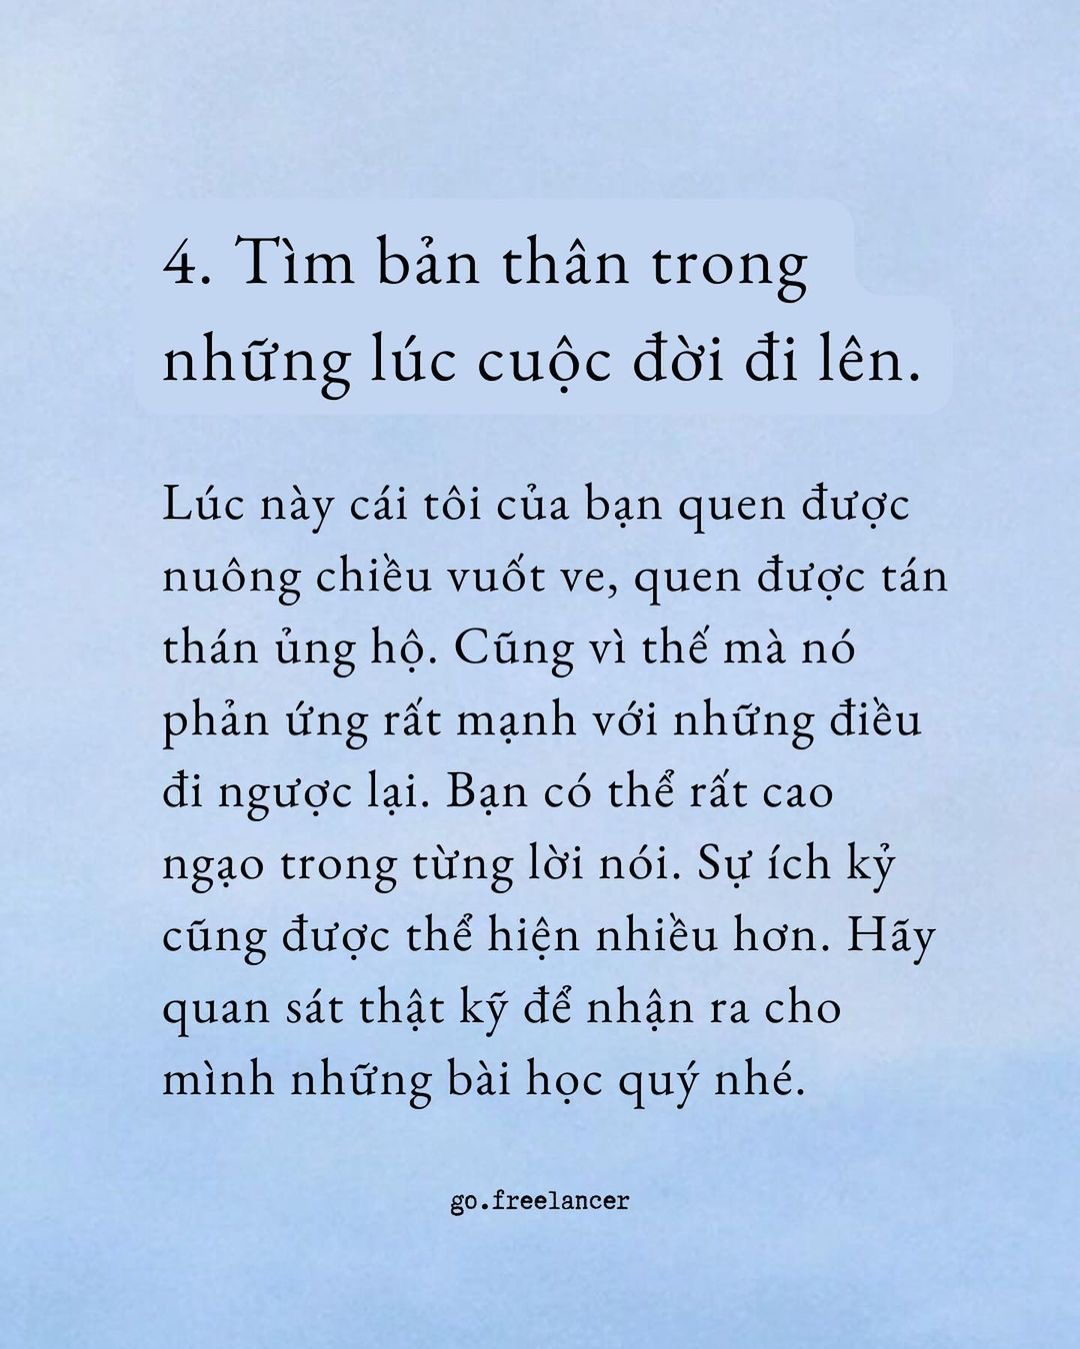 4. Tìm bản thân trong
những lúc cuộc đời đi lên.
Lúc này cái tôi của bạn quen được
nuông chiều vuốt ve, quen được tán
thán ủng hộ. Cũng vì thế mà nó
phản ứng rất mạnh với những điều
đi ngược lại. Bạn có thể rất cao
ngạo trong từng lời nói. Sự ích kỷ
cũng được thể hiện nhiều hơn. Hãy
quan sát thật kỹ để nhận ra cho
mình những bài học quý nhé.
go.freelancer